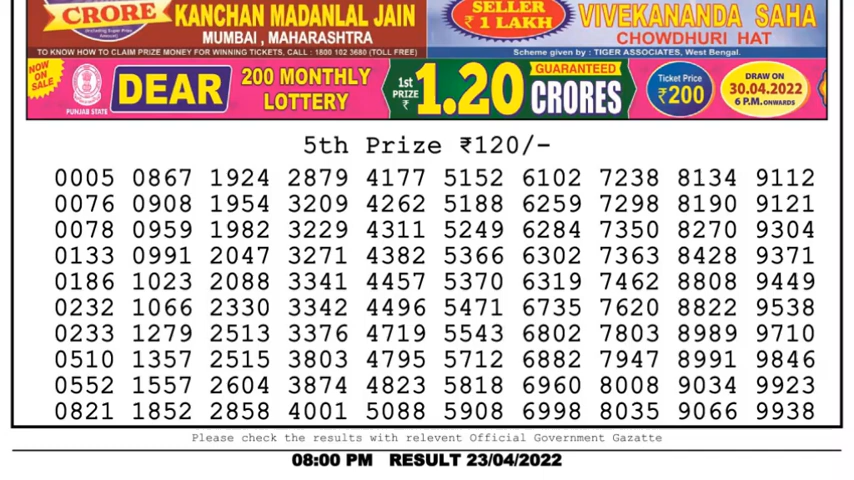 CRORE
(Including Super Prize Amount)
KANCHAN MADANLAL JAIN
MUMBAI, MAHARASHTRA
TO KNOW HOW TO CLAIM PRIZE MONEY FOR WINNING TICKETS, CALL : 1800 102 3680 (TOLL FREE)
SELLER
₹ 1 LAKH
VIVEKANANDA SAHA
CHOWDHURI HAT
Scheme given by : TIGER ASSOCIATES, West Bengal.
NOW ON SALE
PUNJAB STATE
DEAR
200 MONTHLY
LOTTERY
1st PRIZE ₹
1.20
GUARANTEED
CRORES
Ticket Price
₹200
DRAW ON
30.04.2022
6 P.M. ONWARDS
5th Prize ₹120/-
0005 0867 1924 2879 4177 5152 6102 7238 8134 9112
0076 0908 1954 3209 4262 5188 6259 7298 8190 9121
0078 0959 1982 3229 4311 5249 6284 7350 8270 9304
0133 0991 2047 3271 4382 5366 6302 7363 8428 9371
0186 1023 2088 3341 4457 5370 6319 7462 8808 9449
0232 1066 2330 3342 4496 5471 6735 7620 8822 9538
0233 1279 2513 3376 4719 5543 6802 7803 8989 9710
0510 1357 2515 3803 4795 5712 6882 7947 8991 9846
0552 1557 2604 3874 4823 5818 6960 8008 9034 9923
0821 1852 2858 4001 5088 5908 6998 8035 9066 9938
Please check the results with relevent Official Government Gazatte
08:00 PM RESULT 23/04/2022